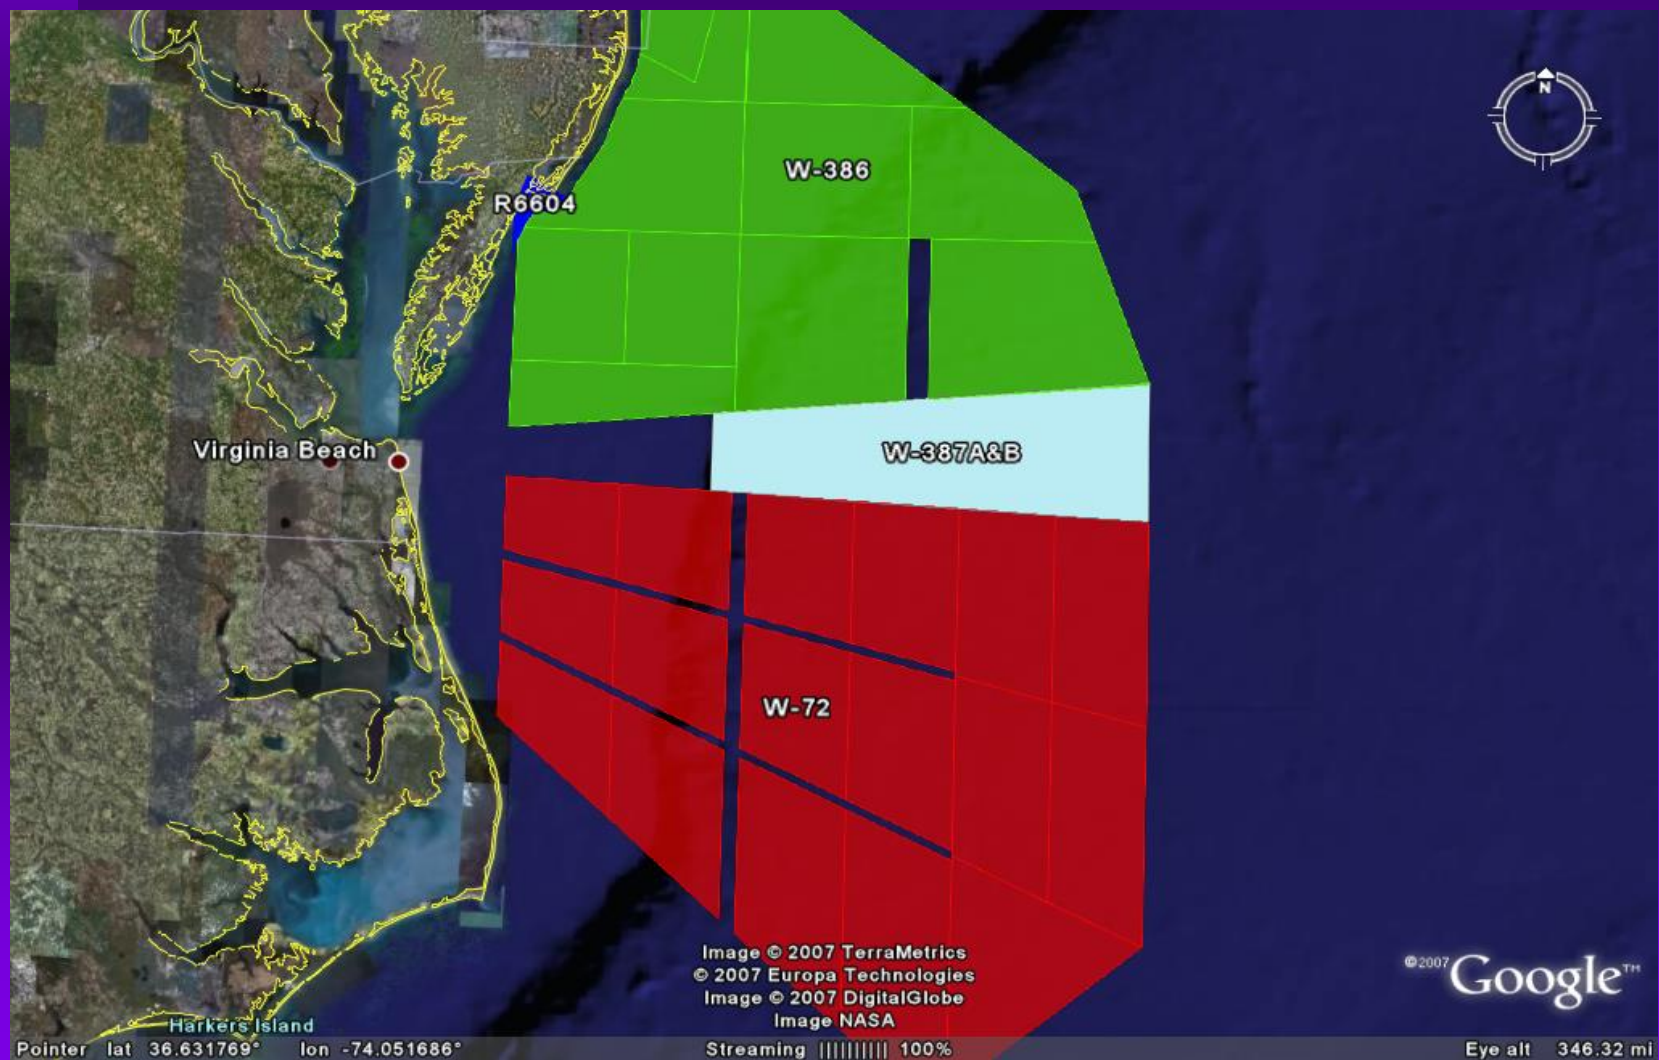 N
W-386
R6604
Virginia Beach
W-387A&B
W-72
Image © 2007 TerraMetrics
© 2007 Europa Technologies
Image © 2007 DigitalGlobe
Image NASA
©2007 Google™
Harkers Island
Pointer lat 36.631769° lon -74.051686° Streaming |||||||||| 100% Eye alt 346.32 mi